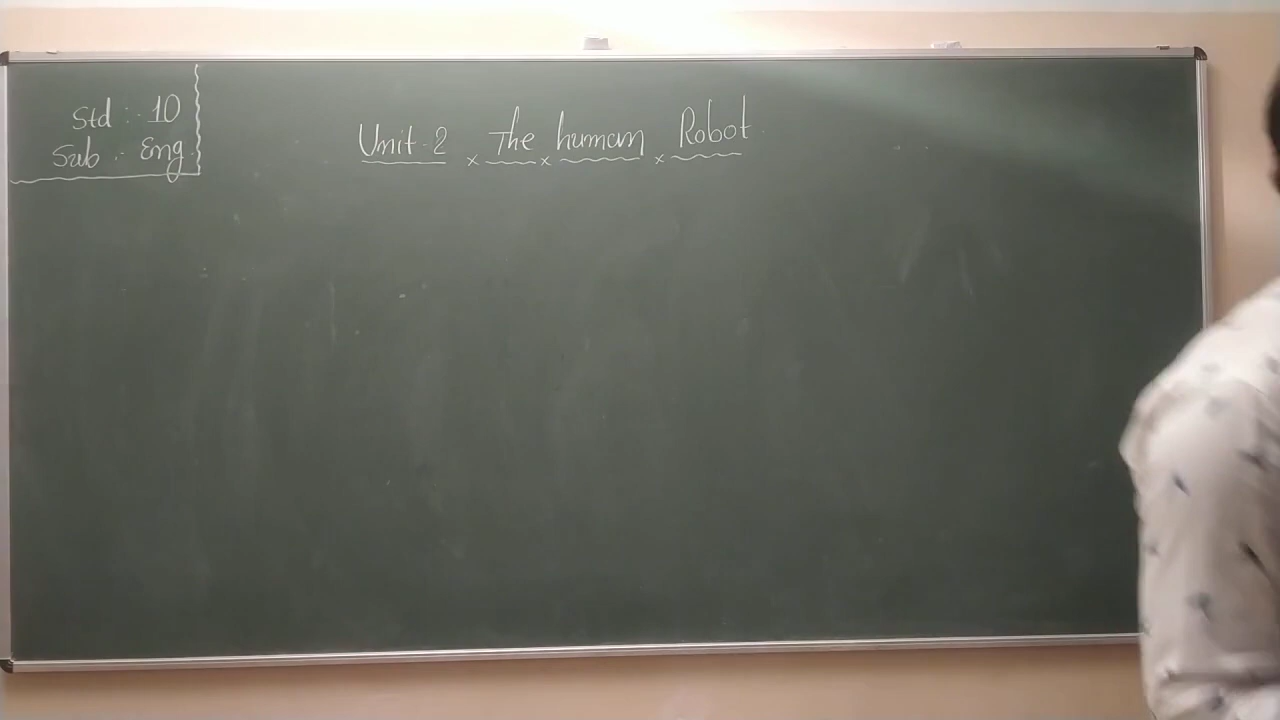 Std :- 10
Sub :- Eng.
Unit-2 The human Robot